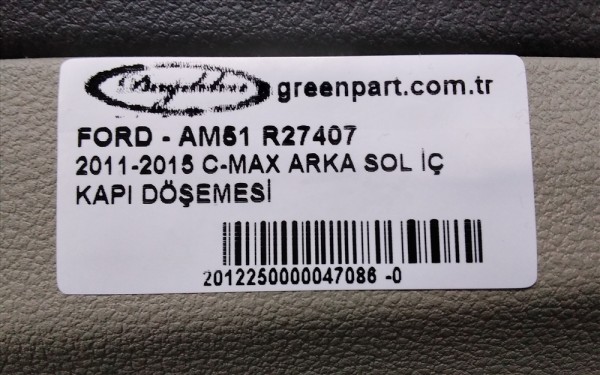 greenpart.com.tr
FORD - AM51 R27407
2011-2015 C-MAX ARKA SOL İÇ
KAPI DÖŞEMESİ
2012250000047086 -0